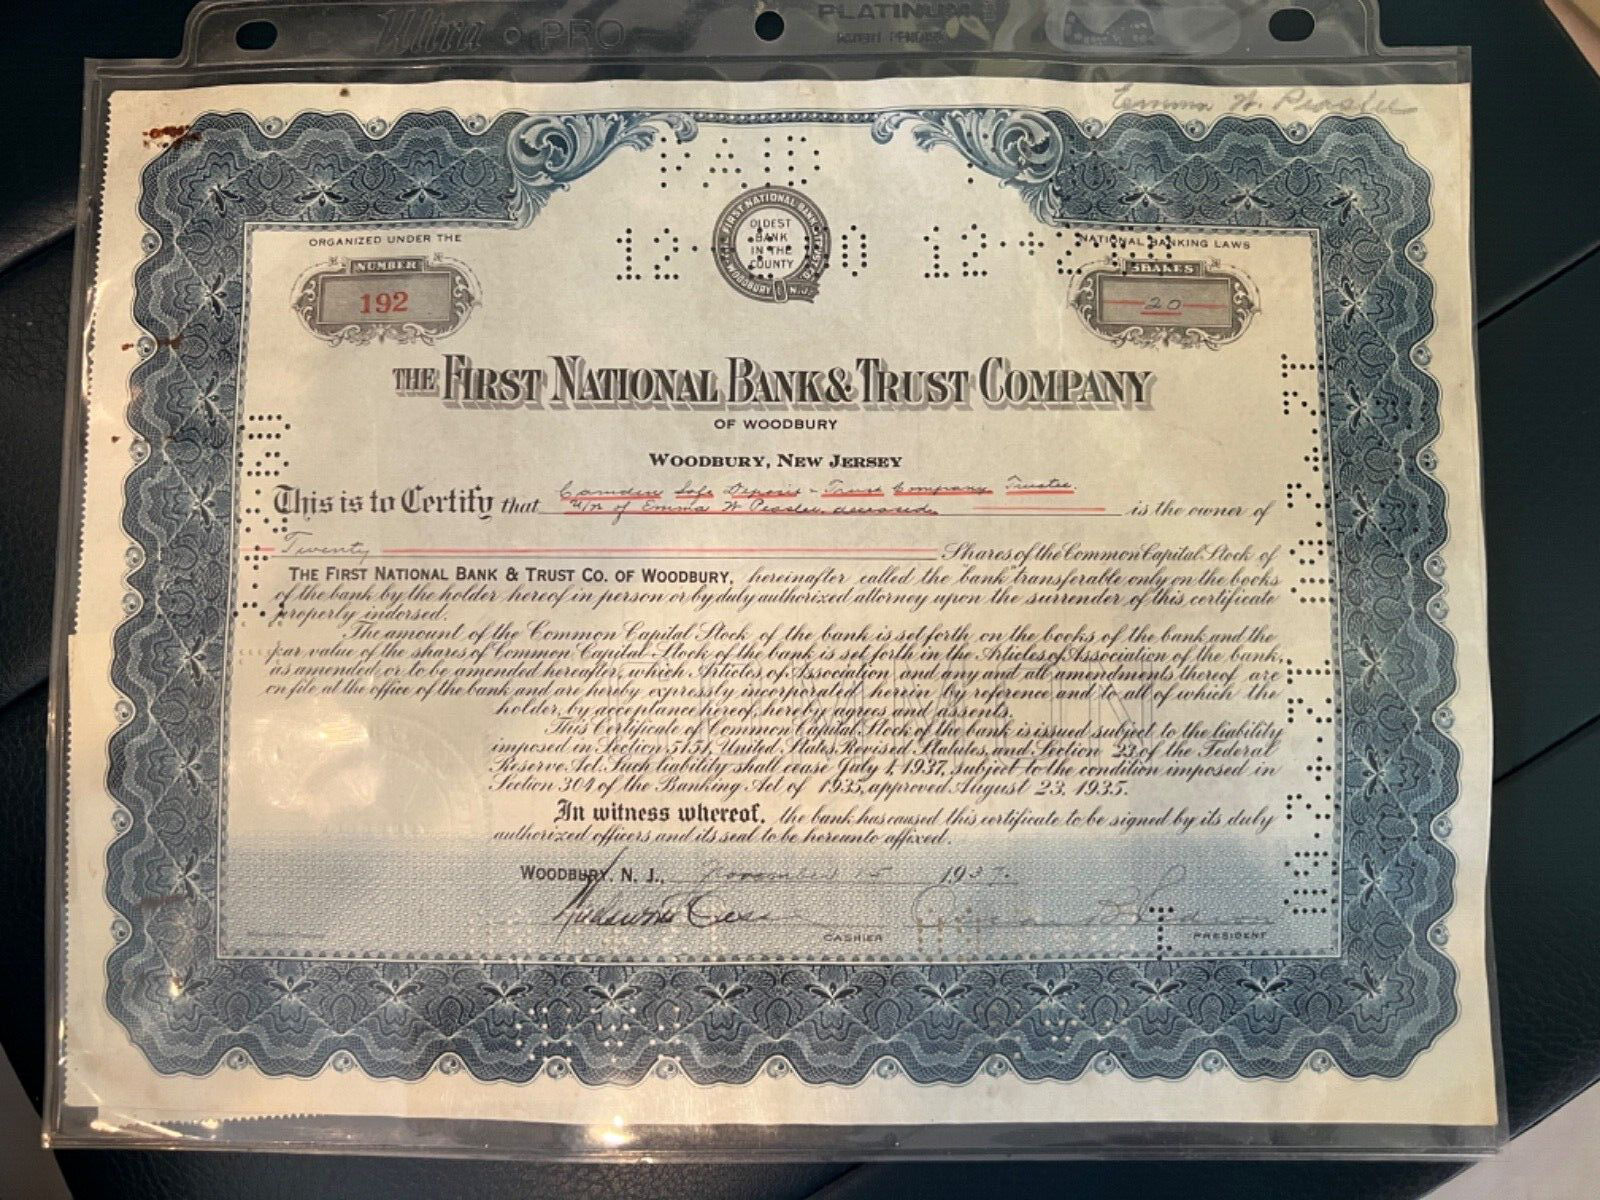 Ultra • PRO
PLATINUM
Emma W. Peaslee
PAID
FIRST NATIONAL BANK & TRUST CO.
WOODBURY N.J.
OLDEST
BANK
IN THE
COUNTY
ORGANIZED UNDER THE
NATIONAL BANKING LAWS
NUMBER
192
SHARES
20
THE FIRST NATIONAL BANK & TRUST COMPANY
OF WOODBURY
WOODBURY, NEW JERSEY
Camden Safe Deposit & Trust Company Trustee
This is to Certify that u/w of Emma W Peaslee, deceased, is the owner of
Twenty Shares of the Common Capital Stock of
THE FIRST NATIONAL BANK & TRUST CO. OF WOODBURY, hereinafter called the "bank" transferable only on the books
of the bank by the holder hereof in person or by duly authorized attorney upon the surrender of this certificate
properly indorsed.
The amount of the Common Capital Stock of the bank is set forth on the books of the bank and the
par value of the shares of Common Capital Stock of the bank is set forth in the Articles of Association of the bank,
as amended, or to be amended hereafter, which Articles of Association and any and all amendments thereof are
on file at the office of the bank and are hereby expressly incorporated herein by reference and to all of which the
holder, by acceptance hereof, hereby agrees and assents.
This Certificate of Common Capital Stock of the bank is issued subject to the liability
imposed in Section 5151, United States Revised Statutes, and Section 23 of the Federal
Reserve Act. Such liability shall cease July 1, 1937, subject to the condition imposed in
Section 304 of the Banking Act of 1935, approved August 23, 1935.
In witness whereof, the bank has caused this certificate to be signed by its duly
authorized officers and its seal to be hereunto affixed.
WOODBURY, N. J., November 15 1937.
CASHIER
PRESIDENT